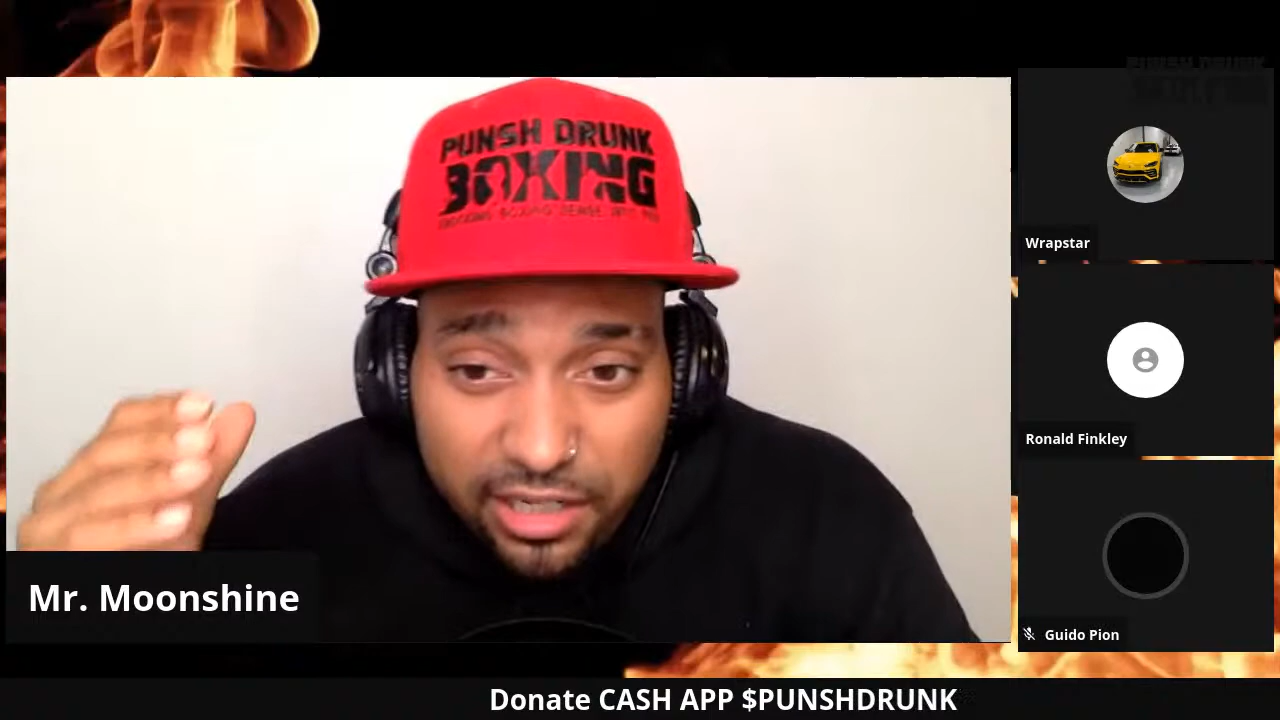 PUNSH DRUNK
BOXING
Wrapstar
Ronald Finkley
Guido Pion
Mr. Moonshine
Donate CASH APP $PUNSHDRUNK